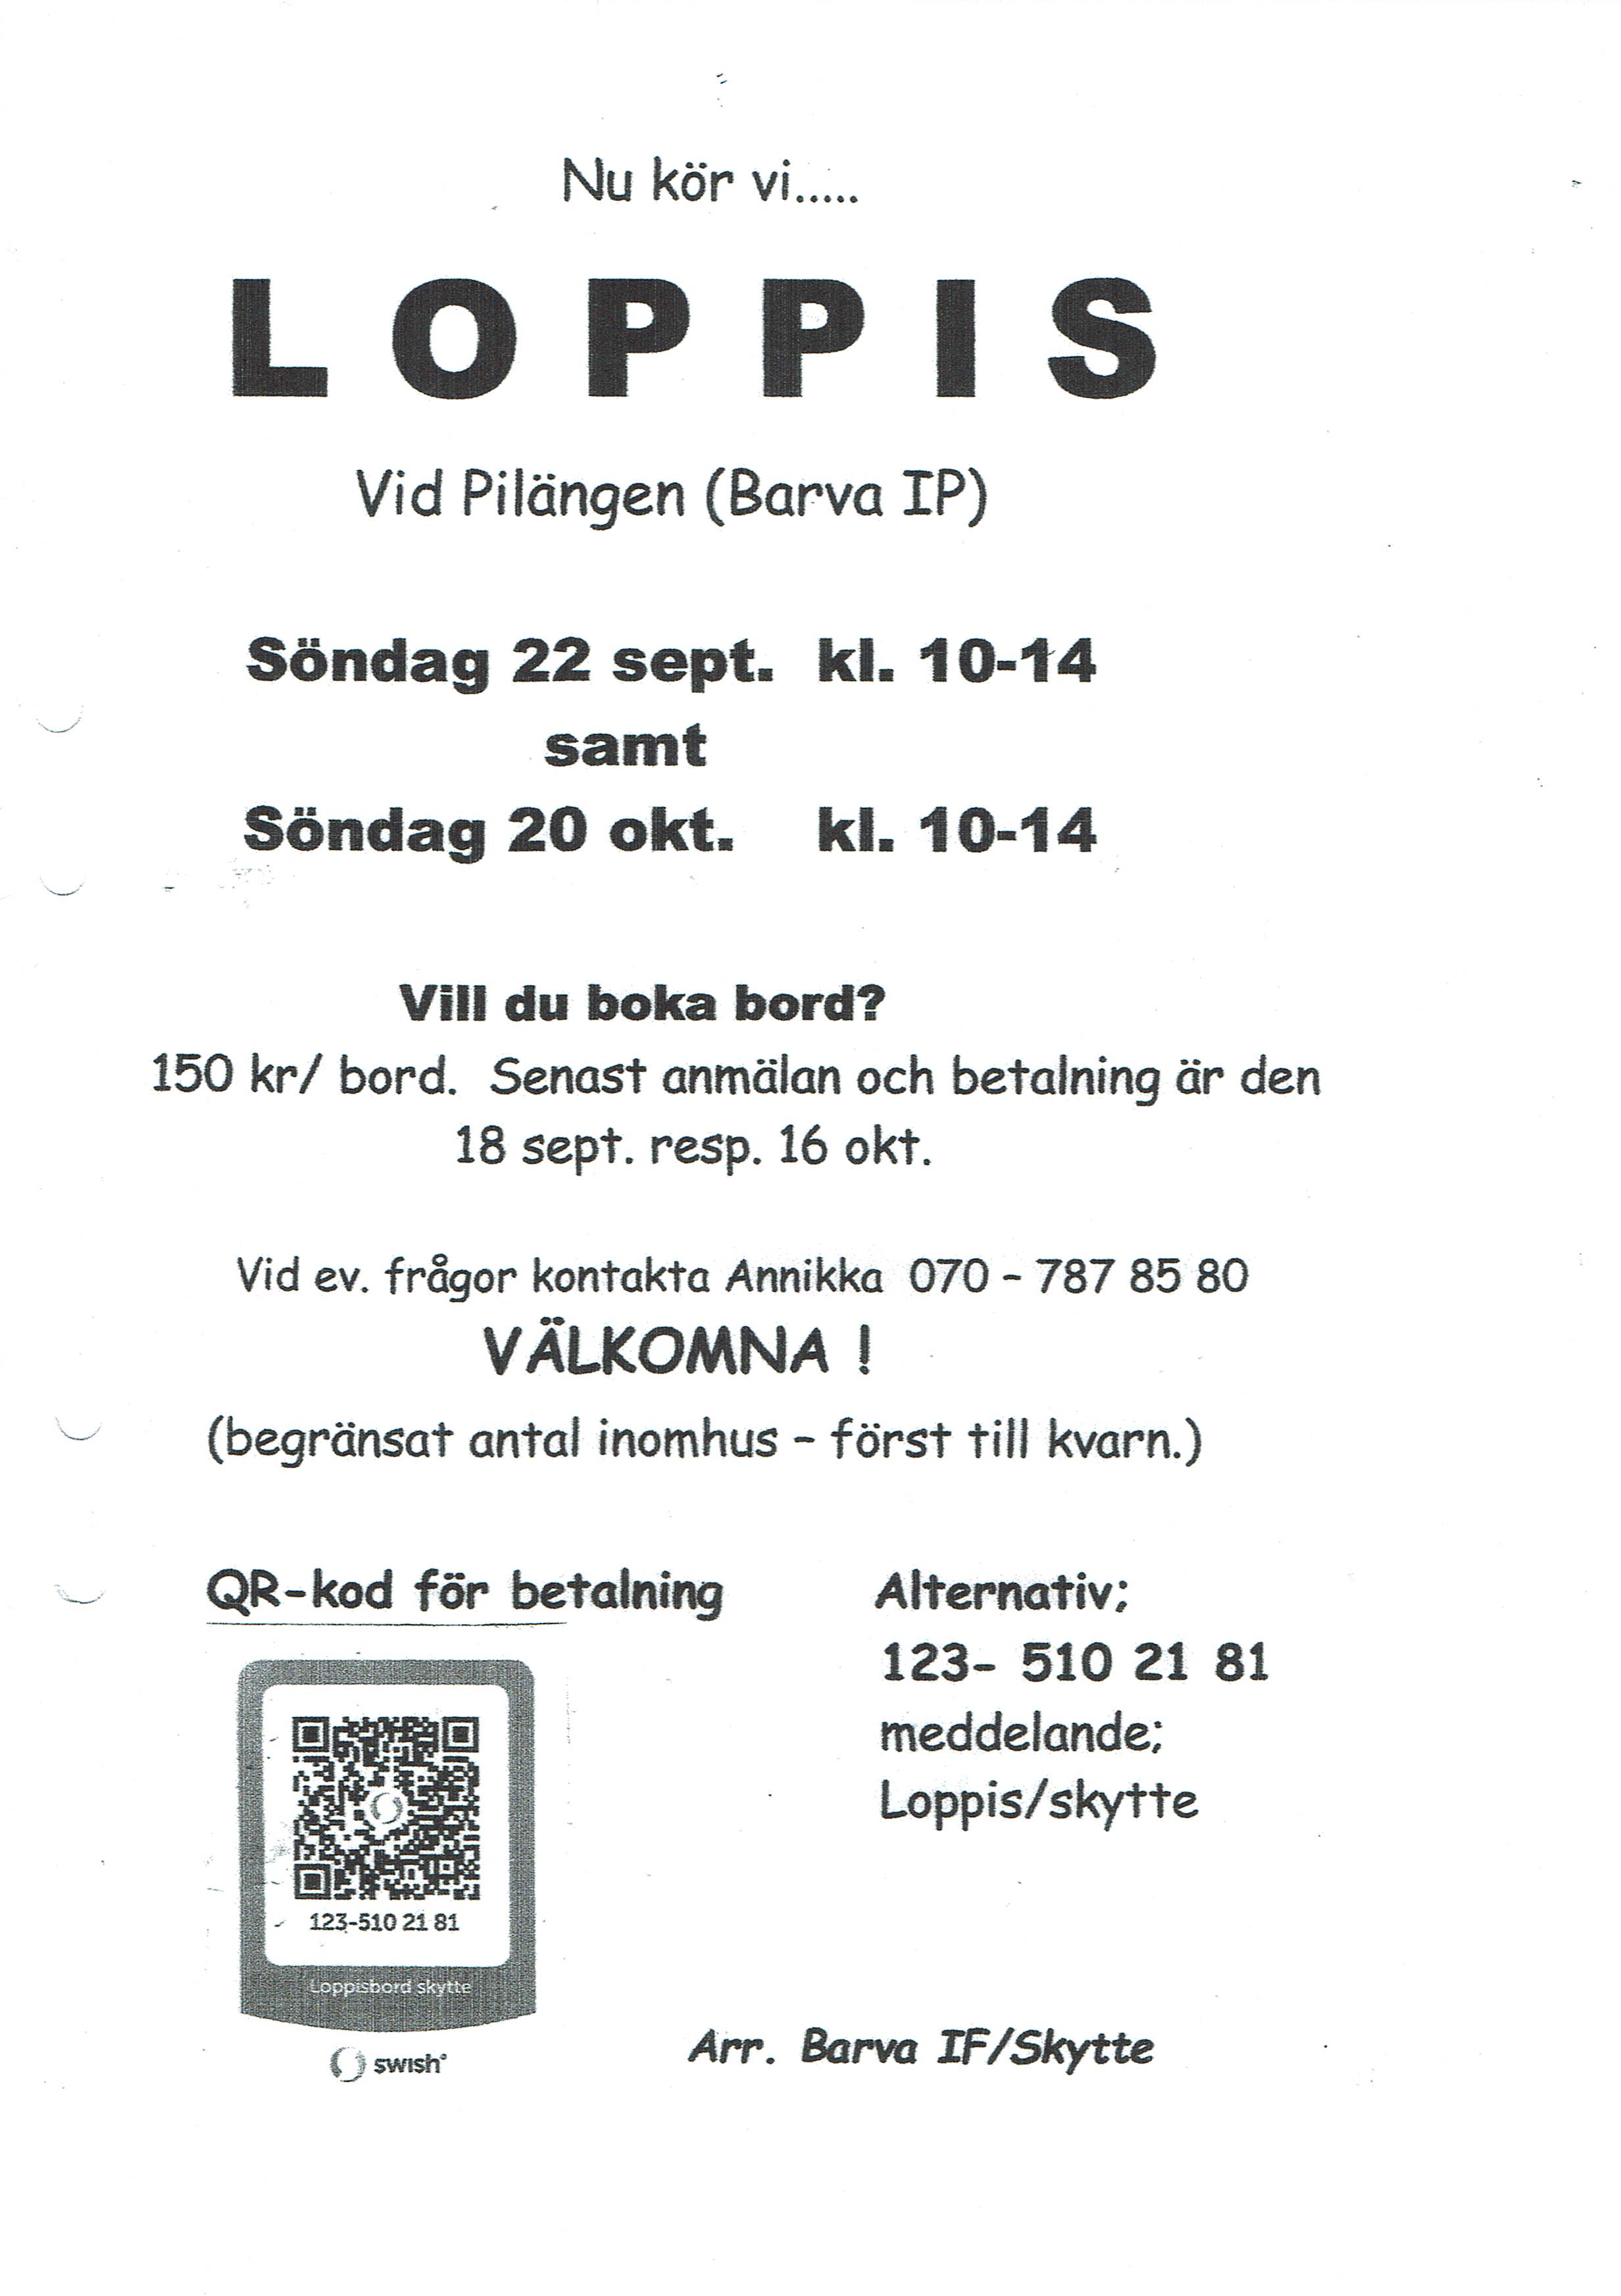 Nu kör vi.....
LOPPIS
Vid Pilängen (Barva IP)
Söndag 22 sept. kl. 10-14
samt
Söndag 20 okt. kl. 10-14
Vill du boka bord?
150 kr/ bord. Senast anmälan och betalning är den
18 sept. resp. 16 okt.
Vid ev. frågor kontakta Annikka 070 - 787 85 80
VÄLKOMNA !
(begränsat antal inomhus - först till kvarn.)
QR-kod för betalning
123-510 21 81
Loppisbord skytte
swish
Alternativ;
123- 510 21 81
meddelande;
Loppis/skytte
Arr. Barva IF/Skytte